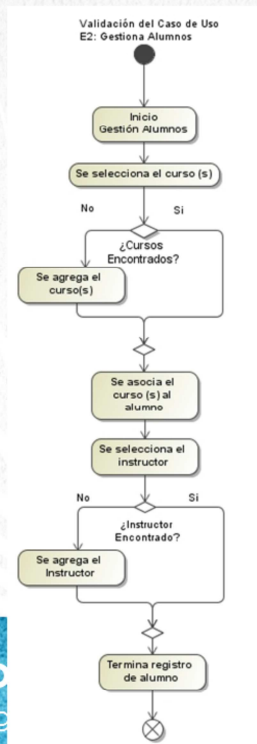 Validación del Caso de Uso
E2: Gestiona Alumnos
Inicio
Gestión Alumnos
Se selecciona el curso (s)
No
Si
¿Cursos
Encontrados?
Se agrega el
curso(s)
Se asocia el
curso (s) al
alumno
Se selecciona el
instructor
No
Si
¿Instructor
Encontrado?
Se agrega el
Instructor
Termina registro
de alumno